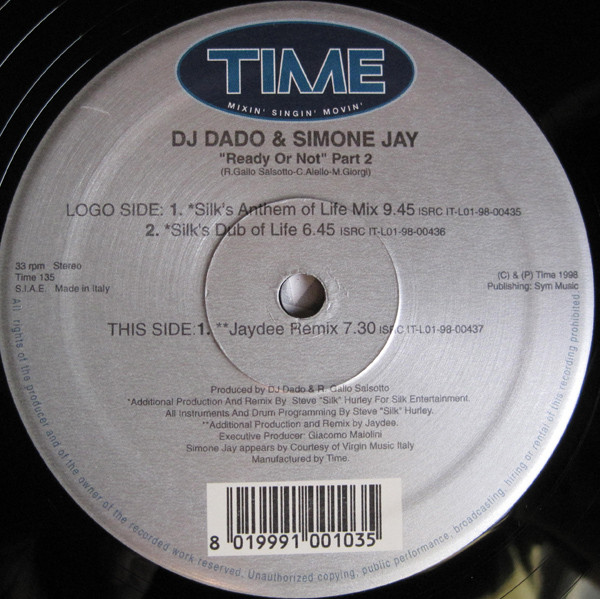 TIME
MIXIN' SINGIN' MOVIN'
DJ DADO & SIMONE JAY
"Ready Or Not" Part 2
(R.Gallo Salsotto-C.Aiello-M.Giorgi)
LOGO SIDE: 1. *Silk's Anthem of Life Mix 9.45 ISRC IT-L01-98-00435
2. *Silk's Dub of Life 6.45 ISRC IT-L01-98-00436
33 rpm Stereo
Time 135
S.I.A.E. Made in Italy
(C) & (P) Time 1998
Publishing: Sym Music
THIS SIDE: 1. **Jaydee Remix 7.30 ISRC IT-L01-98-00437
Produced by DJ Dado & R. Gallo Salsotto
*Additional Production And Remix By Steve "Silk" Hurley For Silk Entertainment.
All Instruments And Drum Programming By Steve "Silk" Hurley.
**Additional Production and Remix by Jaydee.
Executive Producer: Giacomo Maiolini
Simone Jay appears by Courtesy of Virgin Music Italy
Manufactured by Time.
8 019991 001035
All rights of the producer and of the owner of the recorded work reserved. Unauthorized copying, public performance, broadcasting, hiring or rental of this recording prohibited